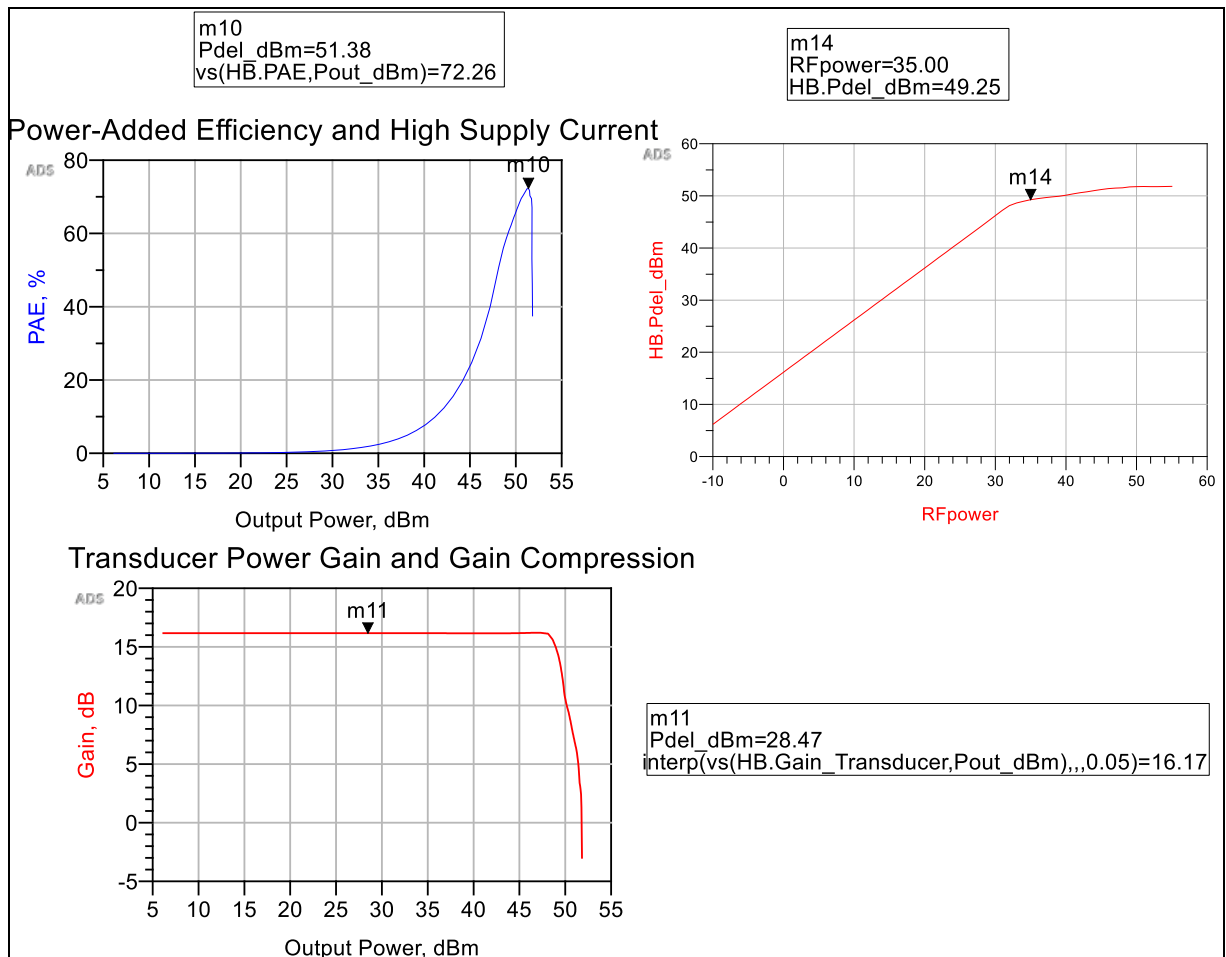 m10
Pdel_dBm=51.38
vs(HB.PAE,Pout_dBm)=72.26
m14
RFpower=35.00
HB.Pdel_dBm=49.25
Power-Added Efficiency and High Supply Current
ADS
m10
PAE, %
80
60
40
20
0
5 10 15 20 25 30 35 40 45 50 55
Output Power, dBm
ADS
m14
HB.Pdel_dBm
60
50
40
30
20
10
0
-10 0 10 20 30 40 50 60
RFpower
Transducer Power Gain and Gain Compression
ADS
m11
Gain, dB
20
15
10
5
0
-5
5 10 15 20 25 30 35 40 45 50 55
Output Power, dBm
m11
Pdel_dBm=28.47
interp(vs(HB.Gain_Transducer,Pout_dBm),,,0.05)=16.17